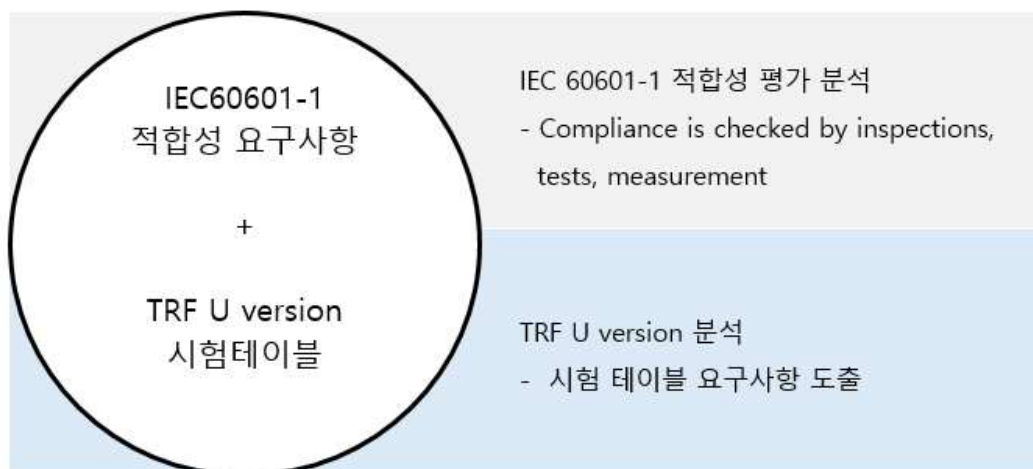 IEC60601-1
적합성 요구사항
+
TRF U version
시험테이블
IEC 60601-1 적합성 평가 분석
- Compliance is checked by inspections,
tests, measurement
TRF U version 분석
- 시험 테이블 요구사항 도출